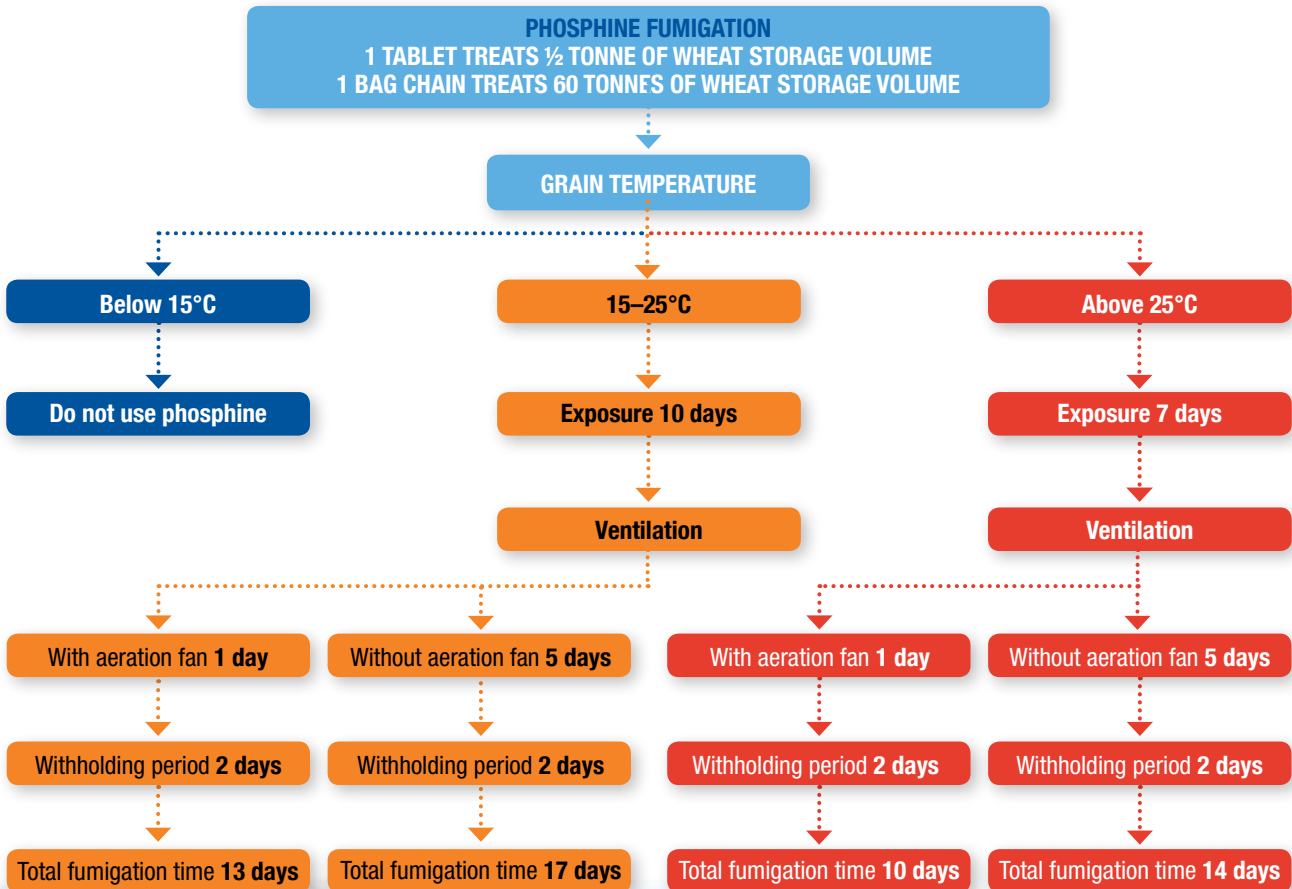 PHOSPHINE FUMIGATION
1 TABLET TREATS ½ TONNE OF WHEAT STORAGE VOLUME
1 BAG CHAIN TREATS 60 TONNES OF WHEAT STORAGE VOLUME
GRAIN TEMPERATURE
Below 15°C
15–25°C
Above 25°C
Do not use phosphine
Exposure 10 days
Exposure 7 days
Ventilation
Ventilation
With aeration fan 1 day
Without aeration fan 5 days
With aeration fan 1 day
Without aeration fan 5 days
Withholding period 2 days
Withholding period 2 days
Withholding period 2 days
Withholding period 2 days
Total fumigation time 13 days
Total fumigation time 17 days
Total fumigation time 10 days
Total fumigation time 14 days